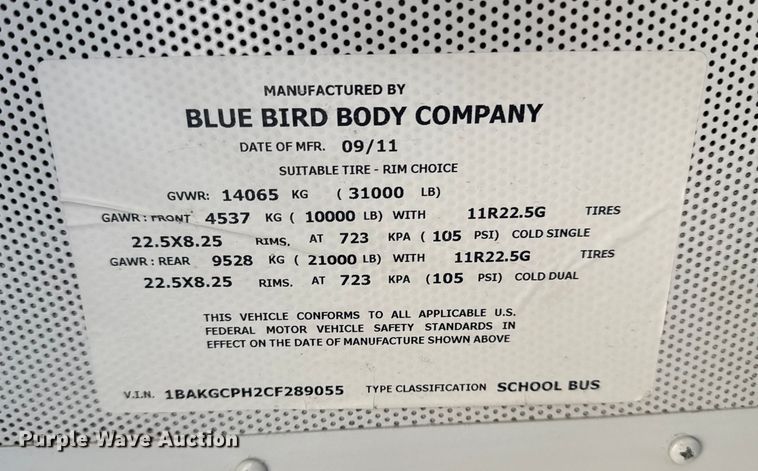 MANUFACTURED BY
BLUE BIRD BODY COMPANY
DATE OF MFR. 09/11
SUITABLE TIRE - RIM CHOICE
GVWR: 14065 KG ( 31000 LB)
GAWR : FRONT 4537 KG ( 10000 LB) WITH 11R22.5G TIRES
22.5X8.25 RIMS. AT 723 KPA ( 105 PSI) COLD SINGLE
GAWR : REAR 9528 KG ( 21000 LB) WITH 11R22.5G TIRES
22.5X8.25 RIMS. AT 723 KPA (105 PSI) COLD DUAL
THIS VEHICLE CONFORMS TO ALL APPLICABLE U.S.
FEDERAL MOTOR VEHICLE SAFETY STANDARDS IN
EFFECT ON THE DATE OF MANUFACTURE SHOWN ABOVE
V.I.N. 1BAKGCPH2CF289055 TYPE CLASSIFICATION SCHOOL BUS
Purple Wave Auction